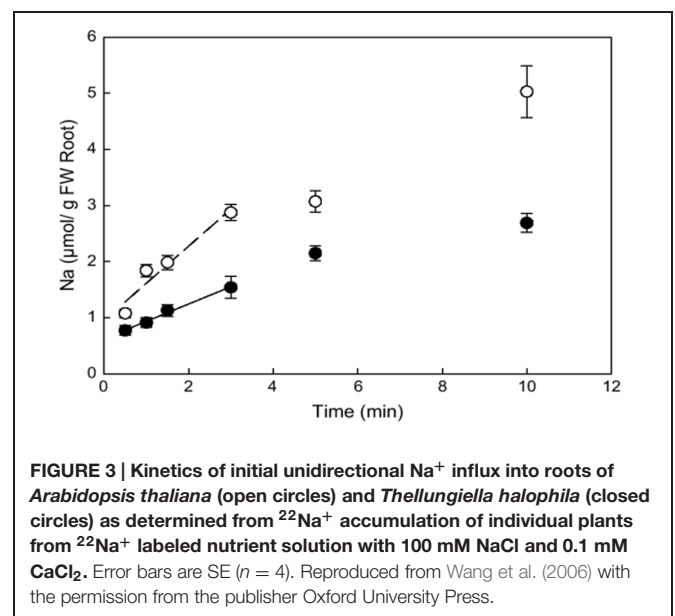 6
5
4
3
2
1
0
Na (μmol/ g FW Root)
0 2 4 6 8 10 12
Time (min)
FIGURE 3 | Kinetics of initial unidirectional Na⁺ influx into roots of
Arabidopsis thaliana (open circles) and Thellungiella halophila (closed
circles) as determined from ²²Na⁺ accumulation of individual plants
from ²²Na⁺ labeled nutrient solution with 100 mM NaCl and 0.1 mM
CaCl₂. Error bars are SE (n = 4). Reproduced from Wang et al. (2006) with
the permission from the publisher Oxford University Press.